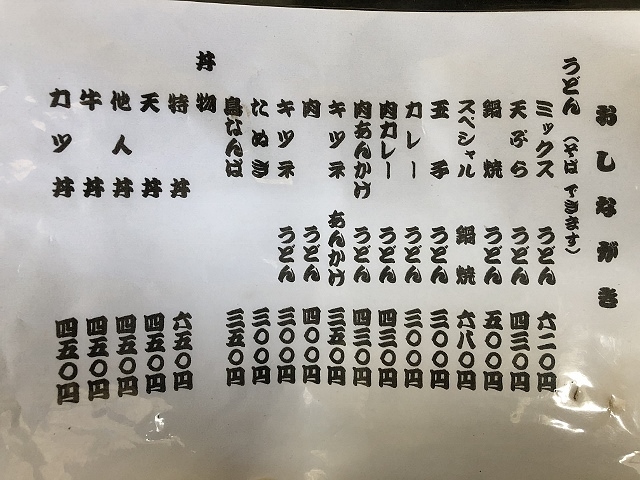 おしながき
うどん(そばできます)
ミックスうどん 六二〇円
天ぷらうどん 四三〇円
鍋焼うどん 五〇〇円
スペシャル鍋焼 六八〇円
玉子うどん 三〇〇円
カレーうどん 三〇〇円
肉カレーうどん 四三〇円
肉あんかけうどん 四三〇円
キツネあんかけ 三五〇円
肉うどん 四〇〇円
キツネうどん 三〇〇円
たぬき 三〇〇円
鳥なんば 三五〇円
丼物
特丼 六五〇円
天丼 四五〇円
他人丼 四五〇円
牛丼 四五〇円
カツ丼 四五〇円